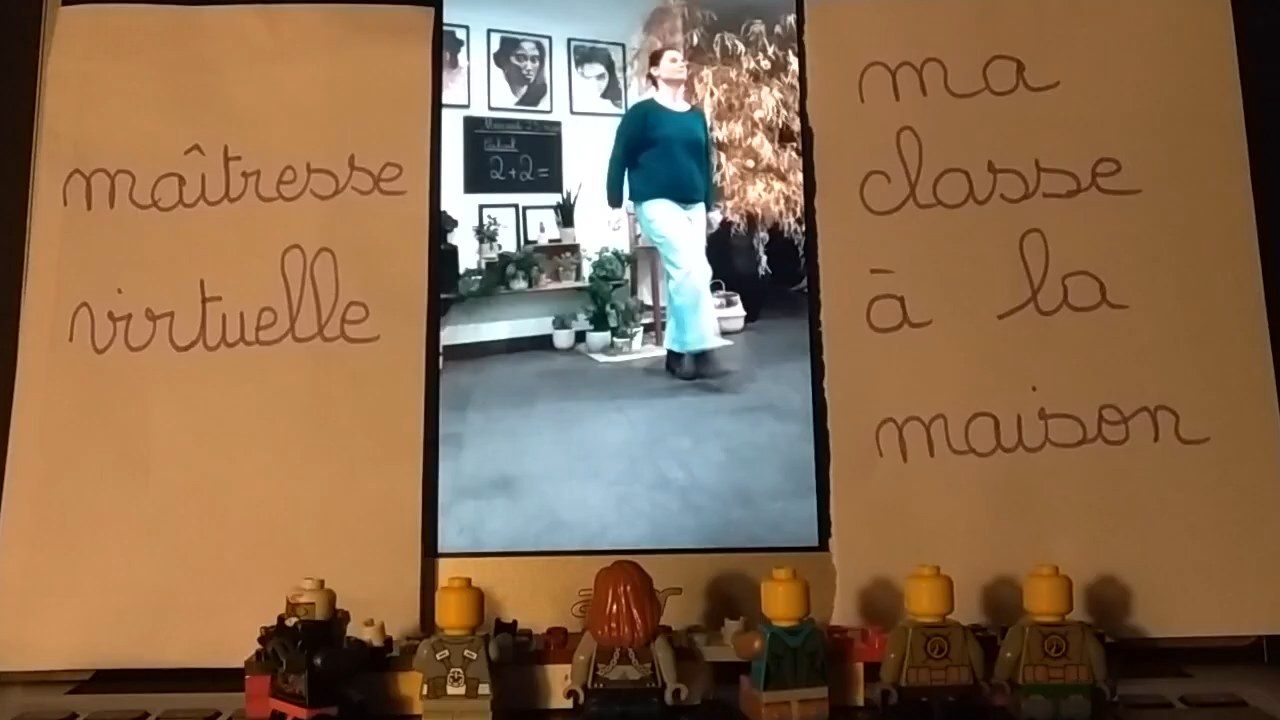 maîtresse
virtuelle
2+2=
ma
classe
à la
maison